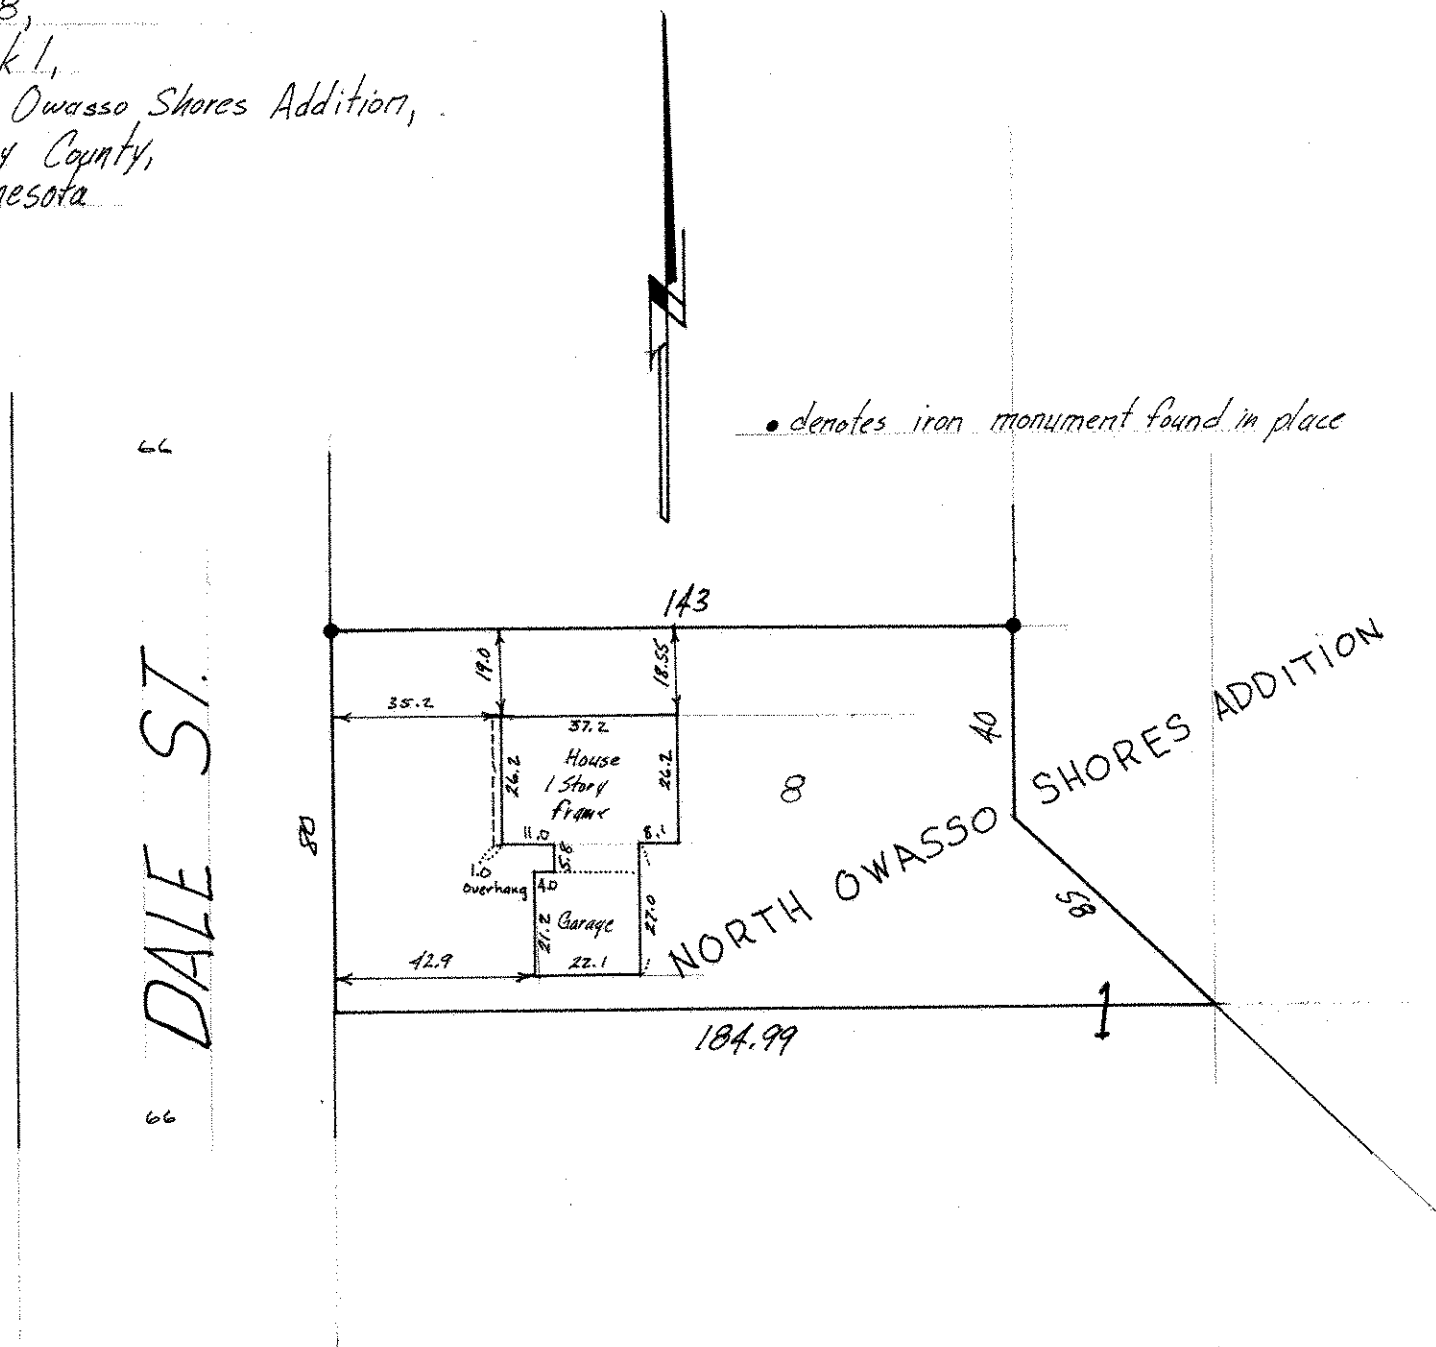 8,
k 1,
Owasso Shores Addition,
y County,
nesota
• denotes iron monument found in place
66
143
19.0
18.55
35.2
37.2
House
1 Story
frame
26.2
26.2
8
40
80
11.0
8.1
5.8
1.0
Overhang
4.0
Garage
21.2
27.0
22.1
42.9
58
NORTH OWASSO SHORES ADDITION
DALE ST.
184.99
1
66